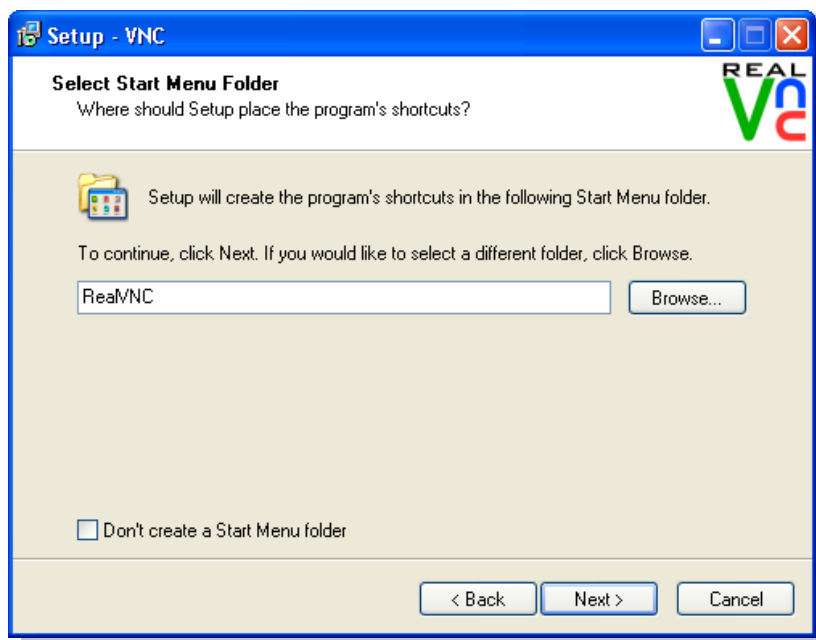 Setup - VNC
Select Start Menu Folder
Where should Setup place the program's shortcuts?
REAL
Vnc
Setup will create the program's shortcuts in the following Start Menu folder.
To continue, click Next. If you would like to select a different folder, click Browse.
RealVNC
Browse...
Don't create a Start Menu folder
< Back
Next >
Cancel